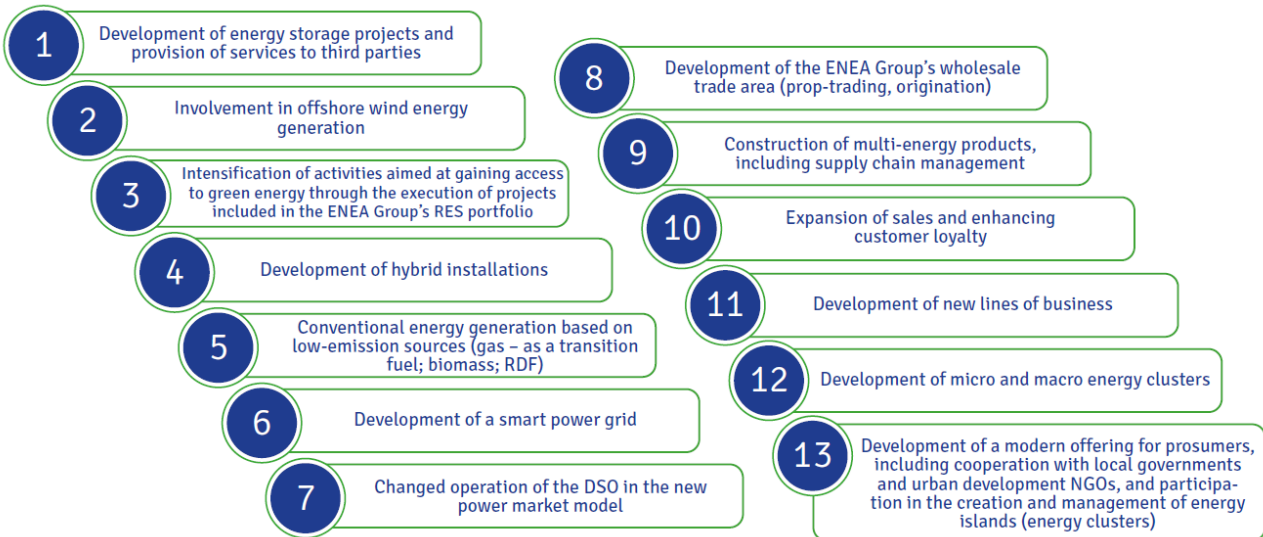 1
Development of energy storage projects and
provision of services to third parties
2
Involvement in offshore wind energy
generation
3
Intensification of activities aimed at gaining access
to green energy through the execution of projects
included in the ENEA Group's RES portfolio
4
Development of hybrid installations
5
Conventional energy generation based on
low-emission sources (gas – as a transition
fuel; biomass; RDF)
6
Development of a smart power grid
7
Changed operation of the DSO in the new
power market model
8
Development of the ENEA Group's wholesale
trade area (prop-trading, origination)
9
Construction of multi-energy products,
including supply chain management
10
Expansion of sales and enhancing
customer loyalty
11
Development of new lines of business
12
Development of micro and macro energy clusters
13
Development of a modern offering for prosumers,
including cooperation with local governments
and urban development NGOs, and participa-
tion in the creation and management of energy
islands (energy clusters)